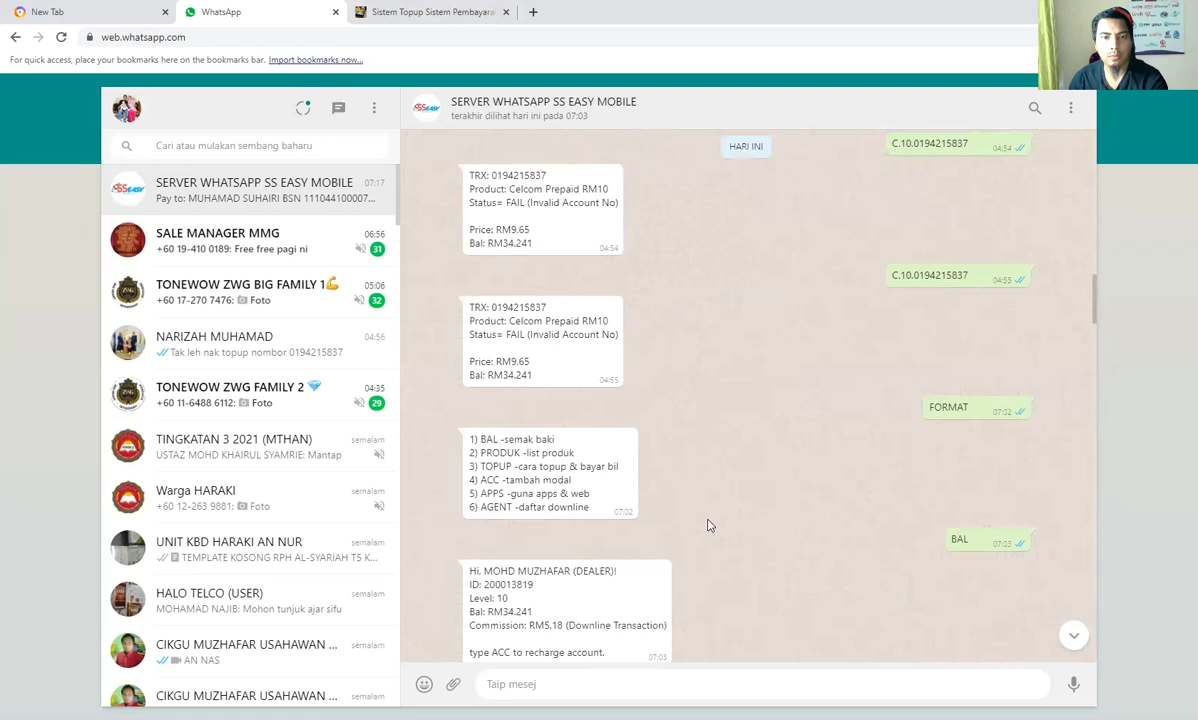 New Tab
WhatsApp
Sistem Topup Sistem Pembayara
web.whatsapp.com
For quick access, place your bookmarks here on the bookmarks bar. Import bookmarks now...
SERVER WHATSAPP SS EASY MOBILE
terakhir dilihat hari ini pada 07:03
Cari atau mulakan sembang baharu
SERVER WHATSAPP SS EASY MOBILE 07:17
Pay to: MUHAMAD SUHAIRI BSN 111044100007...
SALE MANAGER MMG 06:56
+60 19-410 0189: Free free pagi ni 31
TONEWOW ZWG BIG FAMILY 1💪 05:06
+60 17-270 7476: Foto 32
NARIZAH MUHAMAD 04:56
Tak leh nak topup nombor 0194215837
TONEWOW ZWG FAMILY 2 💎 04:35
+60 11-6488 6112: Foto 29
TINGKATAN 3 2021 (MTHAN) semalam
USTAZ MOHD KHAIRUL SYAMRIE: Mantap
Warga HARAKI semalam
+60 12-263 9881: Foto
UNIT KBD HARAKI AN NUR semalam
TEMPLATE KOSONG RPH AL-SYARIAH T5 K...
HALO TELCO (USER) semalam
MOHAMAD NAJIB: Mohon tunjuk ajar sifu
CIKGU MUZHAFAR USAHAWAN ... semalam
AN NAS
CIKGU MUZHAFAR USAHAWAN ... semalam
HARI INI
C.10.0194215837 04:54
TRX: 0194215837
Product: Celcom Prepaid RM10
Status= FAIL (Invalid Account No)
Price: RM9.65
Bal: RM34.241 04:54
C.10.0194215837 04:55
TRX: 0194215837
Product: Celcom Prepaid RM10
Status= FAIL (Invalid Account No)
Price: RM9.65
Bal: RM34.241 04:55
FORMAT 07:02
1) BAL -semak baki
2) PRODUK -list produk
3) TOPUP -cara topup & bayar bil
4) ACC -tambah modal
5) APPS -guna apps & web
6) AGENT -daftar downline 07:02
BAL 07:03
Hi, MOHD MUZHAFAR (DEALER)!
ID: 200013819
Level: 10
Bal: RM34.241
Commission: RM5.18 (Downline Transaction)
type ACC to recharge account. 07:03
Taip mesej